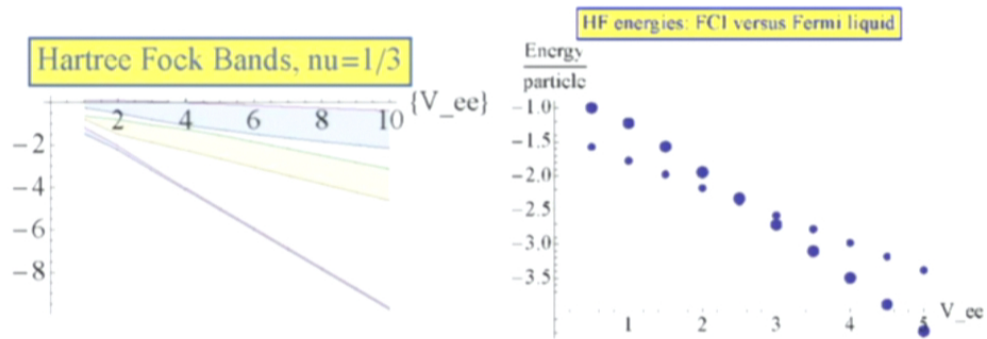 Hartree Fock Bands, nu=1/3
{V_ee}
2 4 6 8 10
−2
−4
−6
−8
HF energies: FCI versus Fermi liquid
Energy
particle
−1.0
−1.5
−2.0
−2.5
−3.0
−3.5
V_ee
1 2 3 4 5